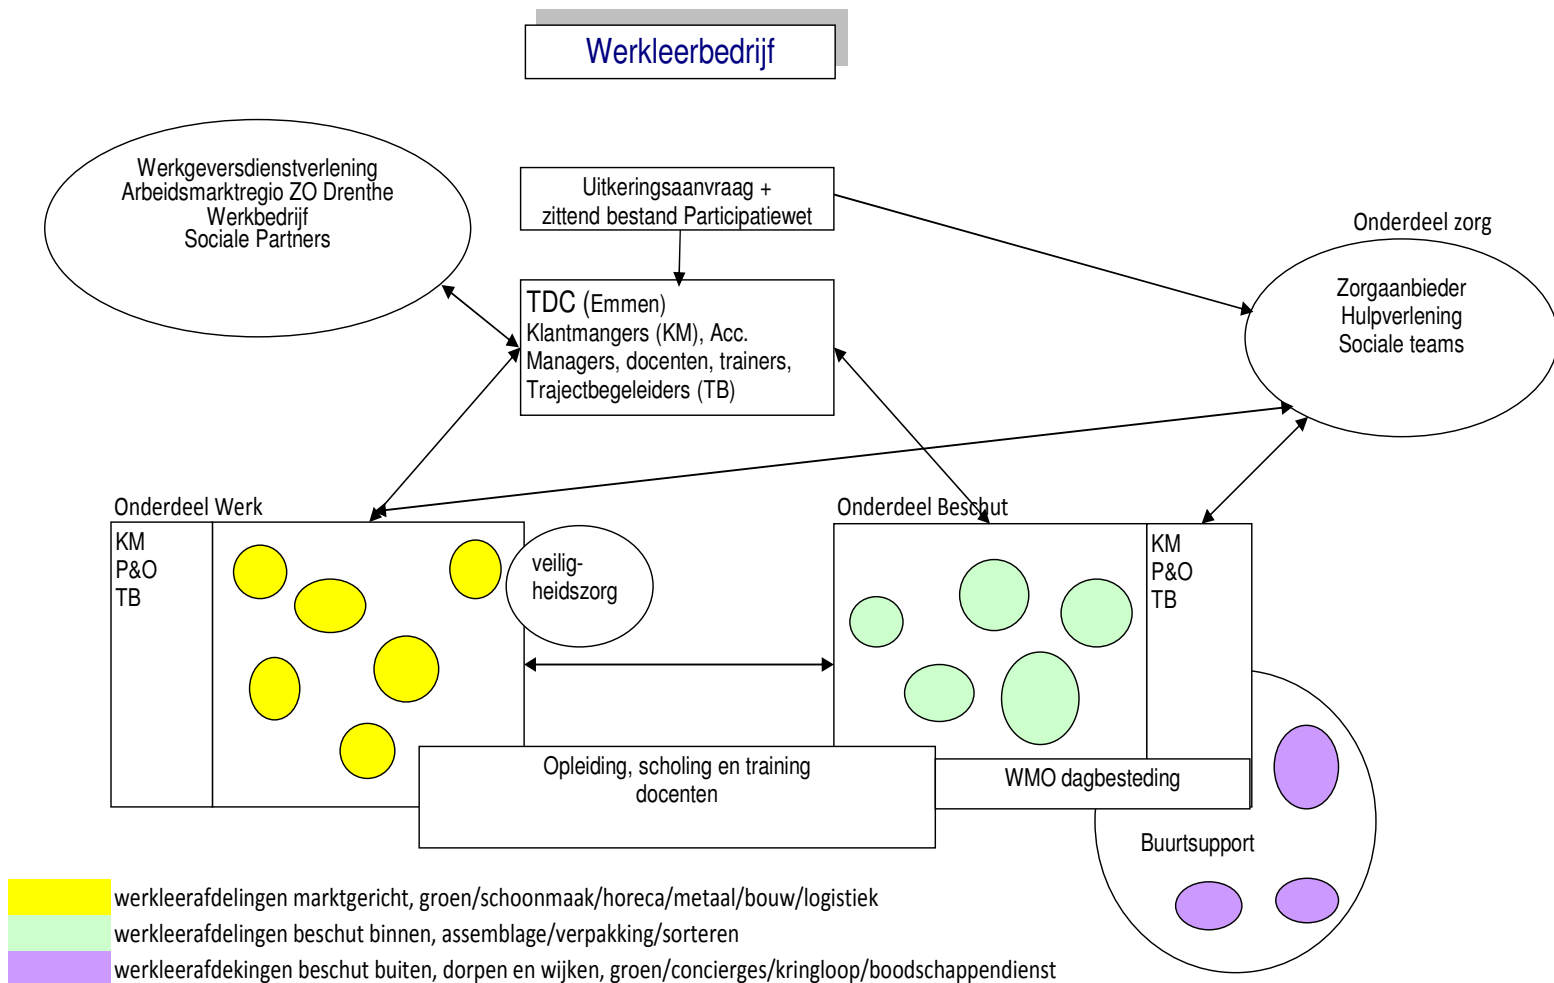 Werkleerbedrijf
Werkgeversdienstverlening
Arbeidsmarktregio ZO Drenthe
Werkbedrijf
Sociale Partners
Uitkeringsaanvraag +
zittend bestand Participatiewet
Onderdeel zorg
Zorgaanbieder
Hulpverlening
Sociale teams
TDC (Emmen)
Klantmangers (KM), Acc.
Managers, docenten, trainers,
Trajectbegeleiders (TB)
Onderdeel Werk
KM
P&O
TB
veilig-
heidszorg
Onderdeel Beschut
KM
P&O
TB
Opleiding, scholing en training
docenten
WMO dagbesteding
Buurtsupport
werkleerafdelingen marktgericht, groen/schoonmaak/horeca/metaal/bouw/logistiek
werkleerafdelingen beschut binnen, assemblage/verpakking/sorteren
werkleerafdekingen beschut buiten, dorpen en wijken, groen/concierges/kringloop/boodschappendienst